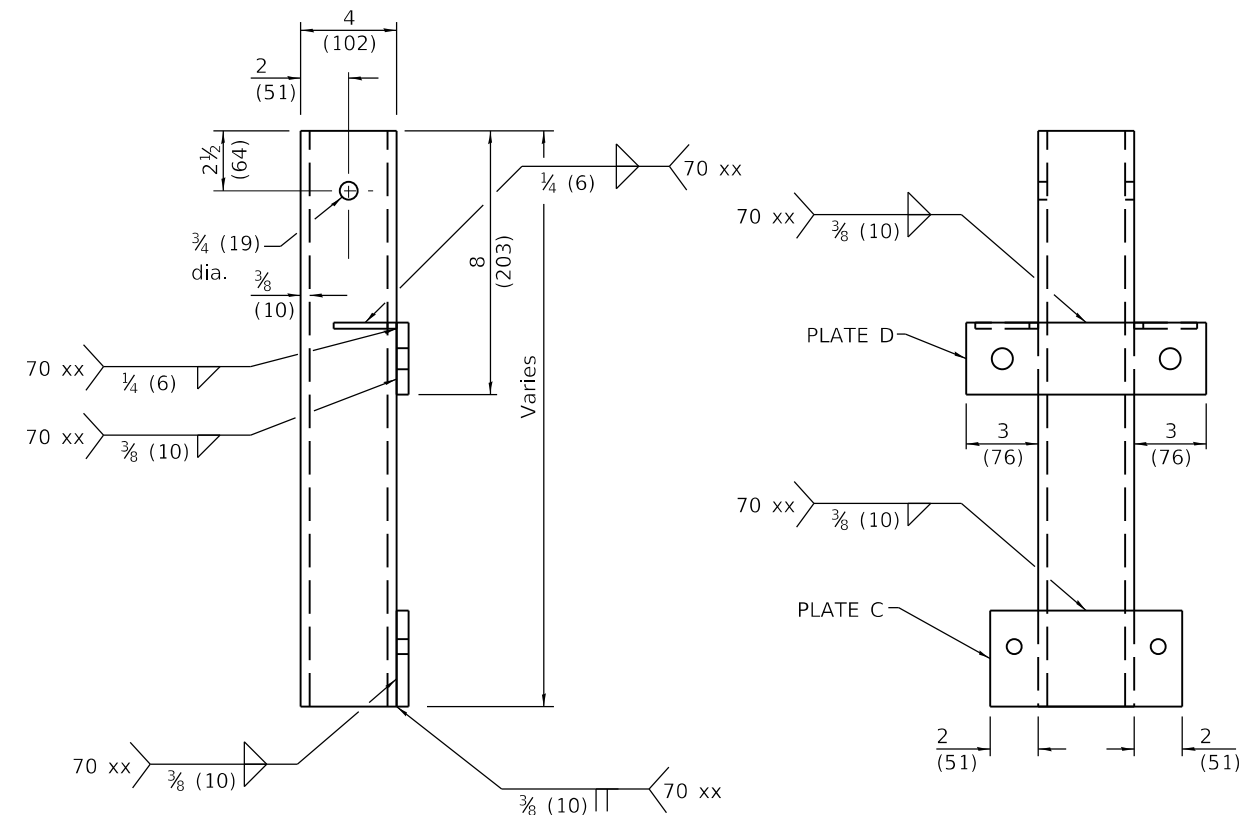 4
(102)
2
(51)
2½
(64)
¾ (19)
dia.
⅜
(10)
8
(203)
Varies
¼ (6)
70 xx
70 xx
¼ (6)
70 xx
⅜ (10)
70 xx
⅜ (10)
⅜ (10)
70 xx
70 xx
⅜ (10)
PLATE D
3
(76)
3
(76)
70 xx
⅜ (10)
PLATE C
2
(51)
2
(51)